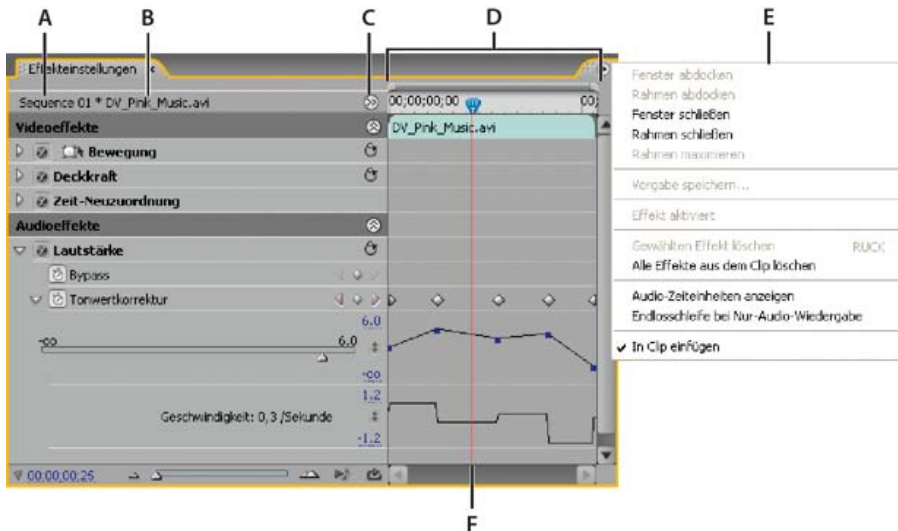 A B C D E
Effekteinstellungen ×
Sequence 01 * DV_Pink_Music.avi
00;00;00;00 00;
Videoeffekte
DV_Pink_Music.avi
Bewegung
Deckkraft
Zeit-Neuzuordnung
Audioeffekte
Lautstärke
Bypass
Tonwertkorrektur
6.0
-oo 6.0
-oo
1.2
Geschwindigkeit: 0,3 /Sekunde
-1.2
00;00;00;25
F
Fenster abdocken
Rahmen abdocken
Fenster schließen
Rahmen schließen
Rahmen maximieren
Vorgabe speichern...
Effekt aktiviert
Gewählten Effekt löschen RÜCK
Alle Effekte aus dem Clip löschen
Audio-Zeiteinheiten anzeigen
Endlosschleife bei Nur-Audio-Wiedergabe
✓ In Clip einfügen